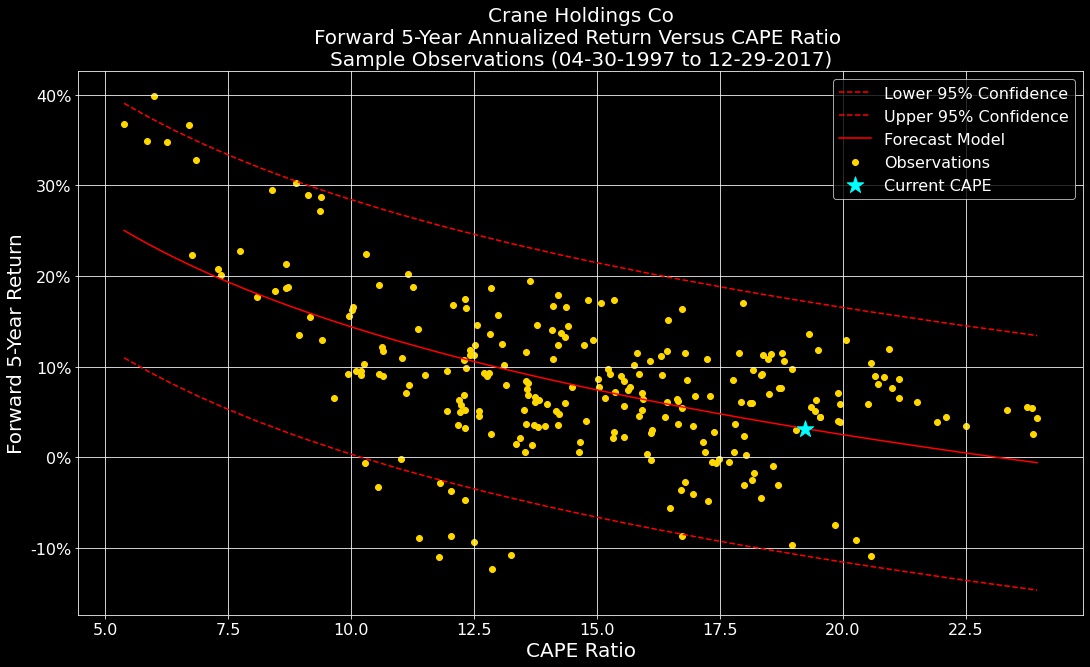 Crane Holdings Co
Forward 5-Year Annualized Return Versus CAPE Ratio
Sample Observations (04-30-1997 to 12-29-2017)
Lower 95% Confidence
Upper 95% Confidence
Forecast Model
Observations
Current CAPE
Forward 5-Year Return
40%
30%
20%
10%
0%
-10%
5.0 7.5 10.0 12.5 15.0 17.5 20.0 22.5
CAPE Ratio